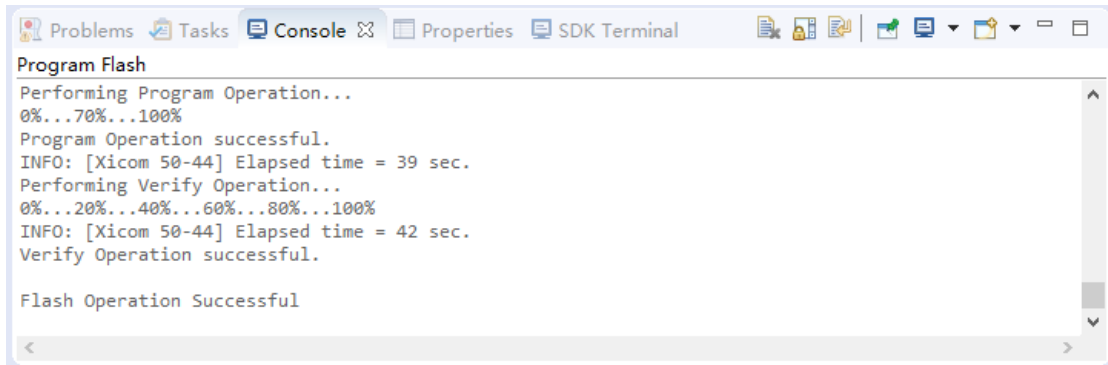 Problems Tasks Console Properties SDK Terminal
Program Flash
Performing Program Operation...
0%...70%...100%
Program Operation successful.
INFO: [Xicom 50-44] Elapsed time = 39 sec.
Performing Verify Operation...
0%...20%...40%...60%...80%...100%
INFO: [Xicom 50-44] Elapsed time = 42 sec.
Verify Operation successful.
Flash Operation Successful